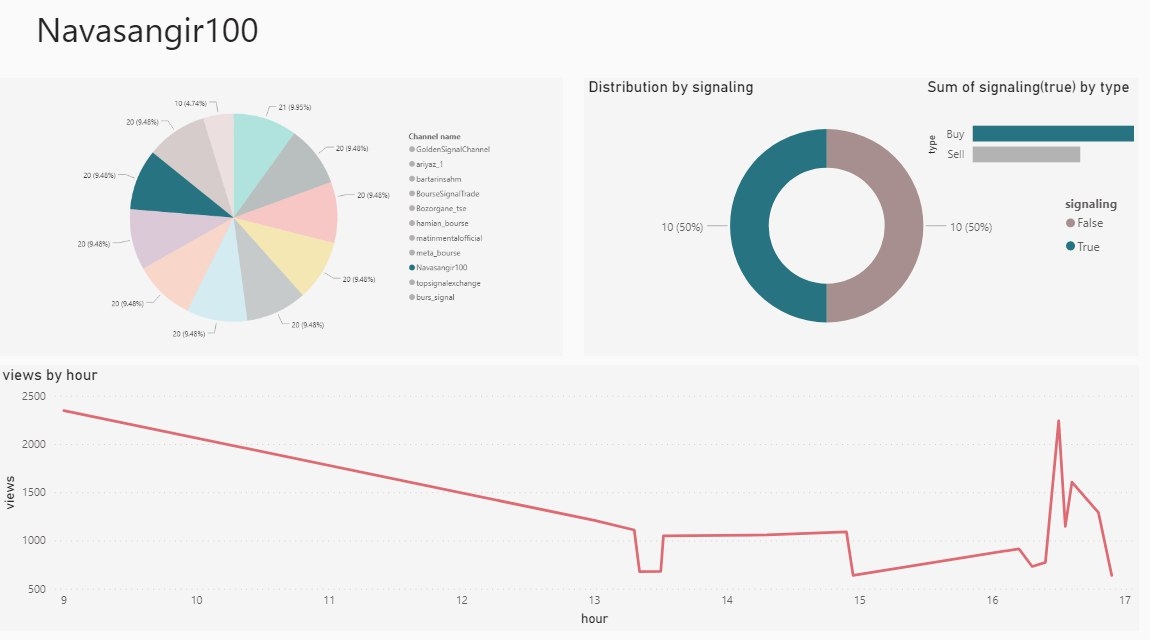 Navasangir100
10 (4.74%)
21 (9.95%)
20 (9.48%)
20 (9.48%)
20 (9.48%)
20 (9.48%)
20 (9.48%)
20 (9.48%)
20 (9.48%)
20 (9.48%)
20 (9.48%)
Channel name
GoldenSignalChannel
ariyaz_1
bartarinsahm
BourseSignalTrade
Bozorgane_tse
hamian_bourse
matinmentalofficial
meta_bourse
Navasangir100
topsignalexchange
burs_signal
Distribution by signaling
10 (50%)
10 (50%)
Sum of signaling(true) by type
type
Buy
Sell
signaling
False
True
views by hour
views
2500
2000
1500
1000
500
9 10 11 12 13 14 15 16 17
hour